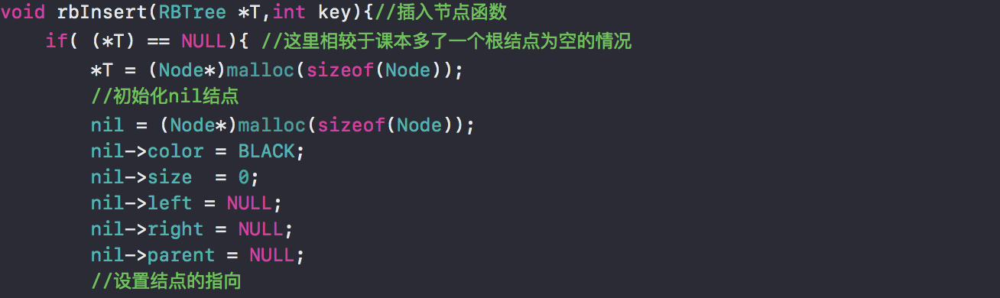 void rbInsert(RBTree *T,int key){//插入节点函数
    if( (*T) == NULL){ //这里相较于课本多了一个根结点为空的情况
        *T = (Node*)malloc(sizeof(Node));
        //初始化nil结点
        nil = (Node*)malloc(sizeof(Node));
        nil->color = BLACK;
        nil->size  = 0;
        nil->left = NULL;
        nil->right = NULL;
        nil->parent = NULL;
        //设置结点的指向